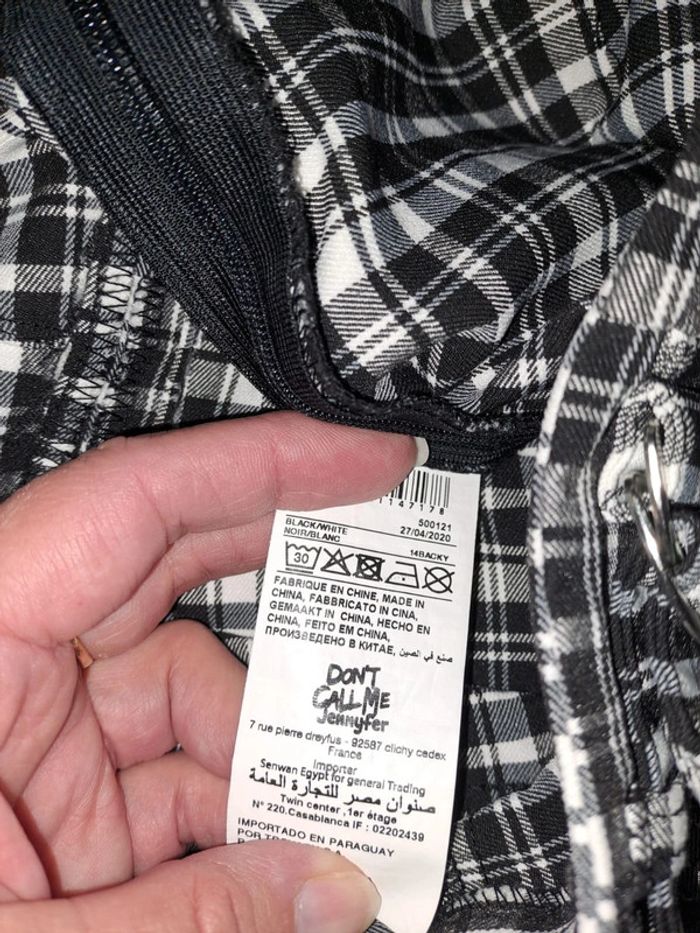 147178
500121
BLACK/WHITE
27/04/2020
NOIR/BLANC
14BACKY
30
FABRIQUE EN CHINE, MADE IN
CHINA, FABBRICATO IN CINA,
GEMAAKT IN CHINA, HECHO EN
CHINA, FEITO EM CHINA,
ПРОИЗВЕДЕНО В КИТАЕ, صنع في الصين
DON'T
CALL ME
Jennyfer
7 rue pierre dreyfus - 92587 clichy cedex
France
Importer
Senwan Egypt for general Trading
صنوان مصر للتجارة العامة
Twin center ,1er étage
N° 220.Casablanca IF : 02202439
IMPORTADO EN PARAGUAY
POR